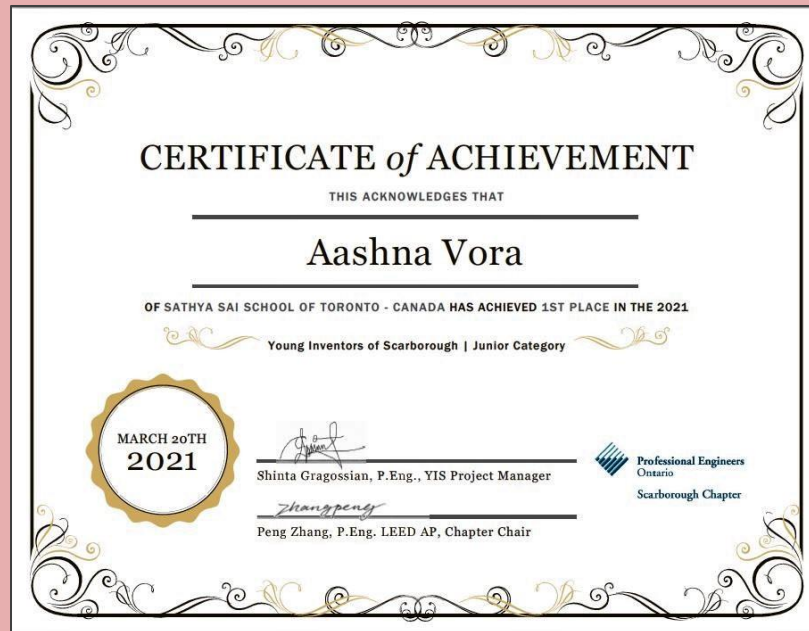 CERTIFICATE of ACHIEVEMENT
THIS ACKNOWLEDGES THAT
Aashna Vora
OF SATHYA SAI SCHOOL OF TORONTO - CANADA HAS ACHIEVED 1ST PLACE IN THE 2021
Young Inventors of Scarborough | Junior Category
MARCH 20TH
2021
Shinta Gragossian, P.Eng., YIS Project Manager
zhangpeng
Peng Zhang, P.Eng. LEED AP, Chapter Chair
Professional Engineers
Ontario
Scarborough Chapter